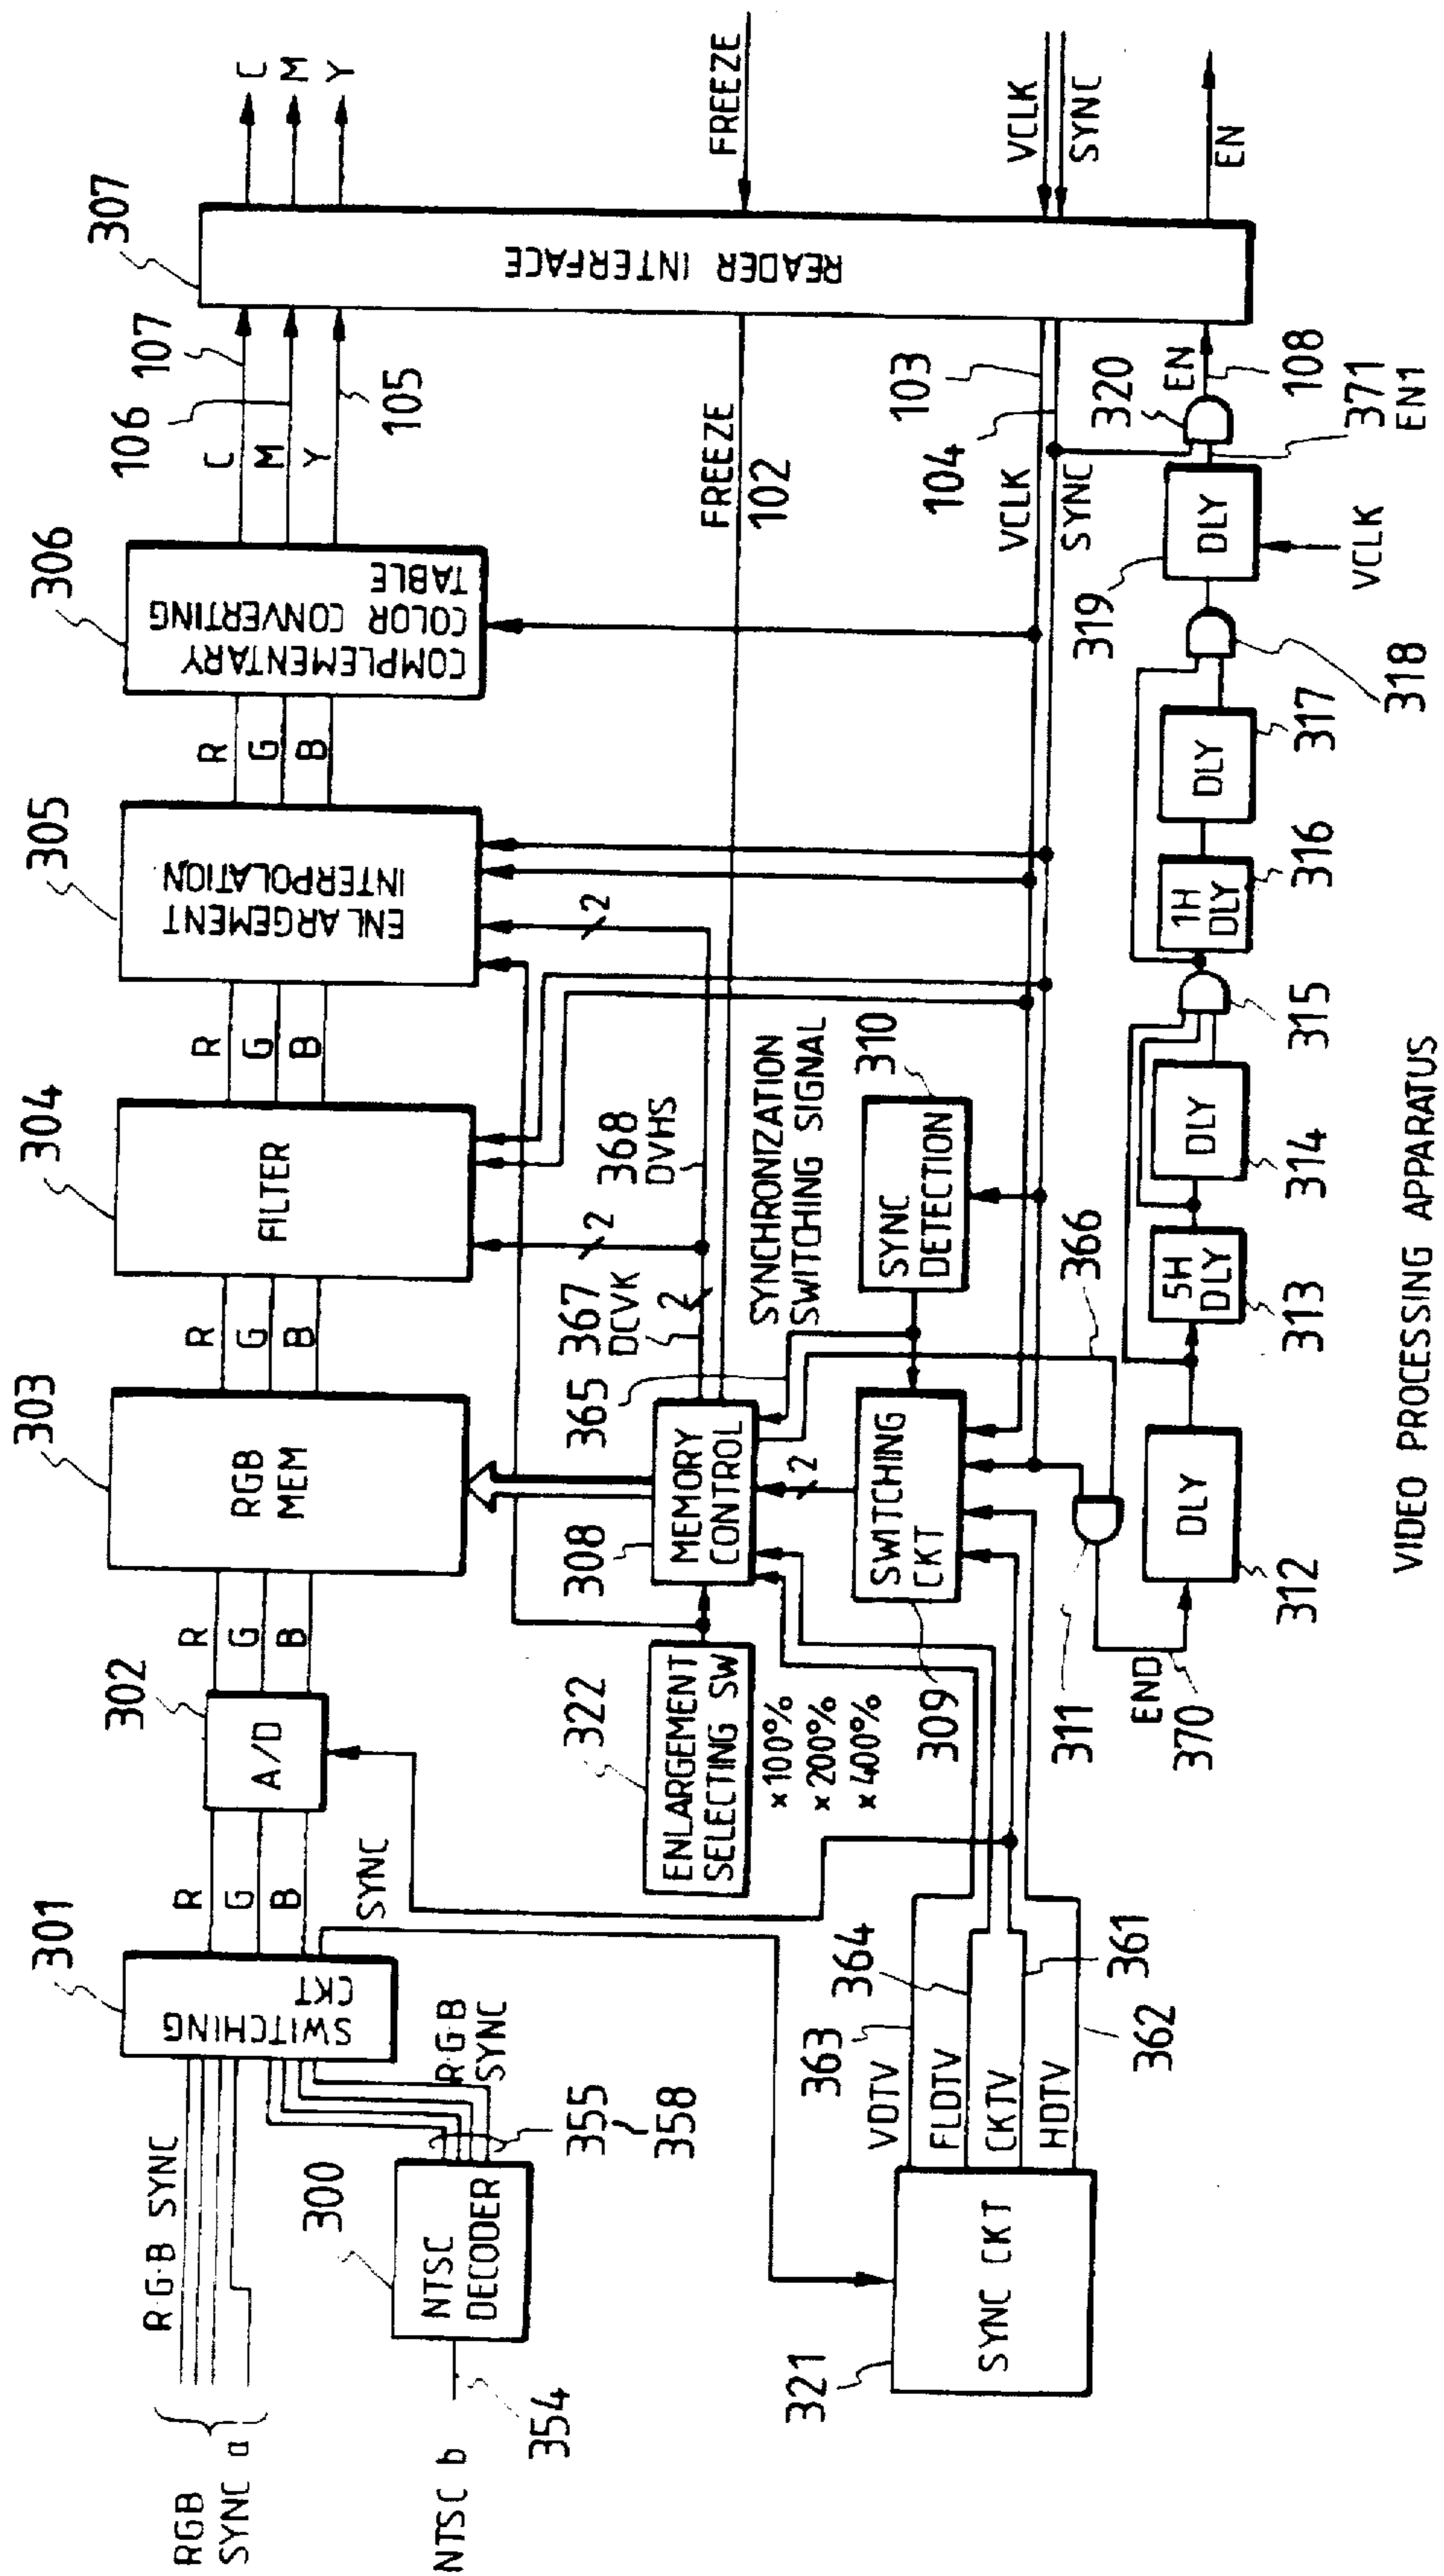 RGB
SYNC a
R·G·B SYNC
NTSC b
354
300
NTSC
DECODER
355
358
R·G·B
SYNC
301
SWITCHING
CKT
R
G
B
SYNC
302
A/D
R
G
B
303
RGB
MEM
R
G
B
304
FILTER
R
G
B
305
ENLARGEMENT
INTERPOLATION
R
G
B
306
COMPLEMENTARY
COLOR CONVERTING
TABLE
106
107
C
M
Y
105
307
READER INTERFACE
C
M
Y
FREEZE
FREEZE
102
VCLK
SYNC
103
104
VCLK
SYNC
EN
322
ENLARGEMENT
SELECTING SW
×100%
×200%
×400%
308
MEMORY
CONTROL
365
367
DCVK
2
2
368
DVHS
2
SYNCHRONIZATION
SWITCHING SIGNAL
310
SYNC
DETECTION
309
SWITCHING
CKT
2
366
321
SYNC CKT
VDTV
FLDTV
CKTV
HDTV
363
364
361
362
311
END
370
312
DLY
313
5H
DLY
314
DLY
315
316
1H
DLY
317
DLY
318
319
DLY
VCLK
320
EN
108
371
EN1
VIDEO PROCESSING APPARATUS